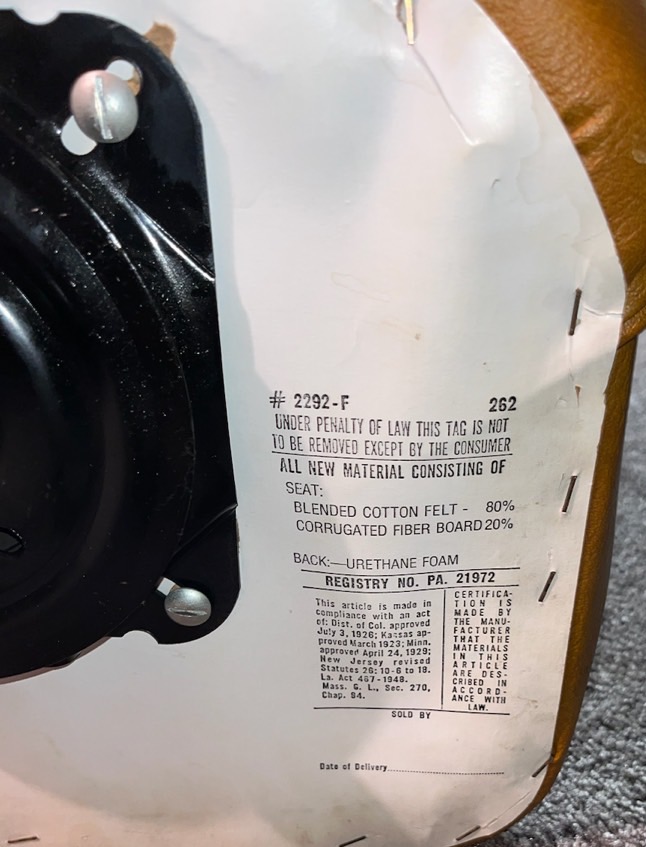 # 2292-F 262
UNDER PENALTY OF LAW THIS TAG IS NOT
TO BE REMOVED EXCEPT BY THE CONSUMER
ALL NEW MATERIAL CONSISTING OF
SEAT:
BLENDED COTTON FELT - 80%
CORRUGATED FIBER BOARD 20%
BACK:—URETHANE FOAM
REGISTRY NO. PA. 21972
This article is made in
compliance with an act
of: Dist. of Col. approved
July 3, 1926; Kansas ap-
proved March 1923; Minn.
approved April 24, 1929;
New Jersey revised
Statutes 26:10-6 to 18.
La. Act 467-1948.
Mass. G. L., Sec. 270,
Chap. 94.
CERTIFICA-
TION IS
MADE BY
THE MANU-
FACTURER
THAT THE
MATERIALS
IN THIS
ARTICLE
ARE DES-
CRIBED IN
ACCORD-
ANCE WITH
LAW.
SOLD BY
Date of Delivery